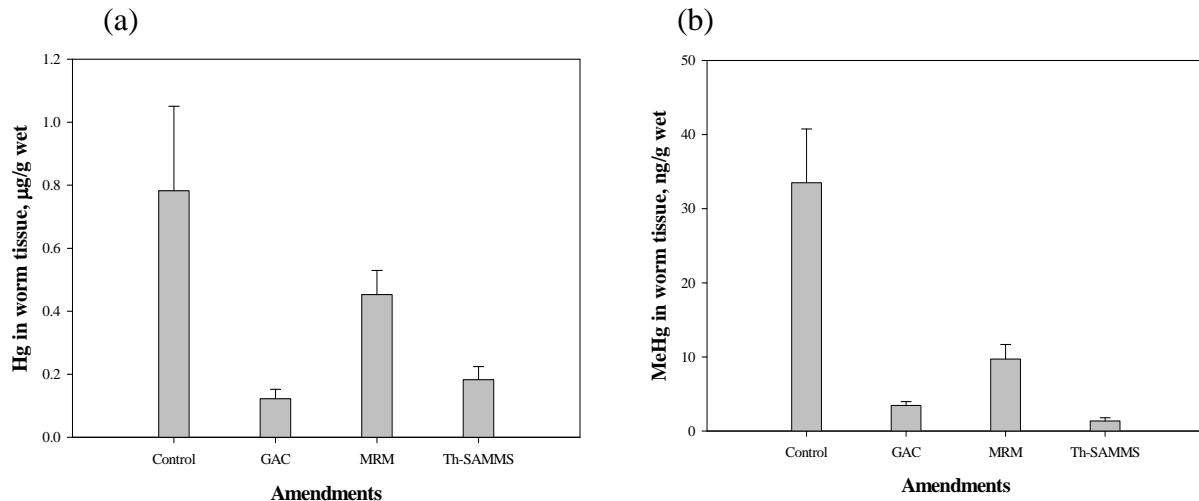 (a)
Hg in worm tissue, µg/g wet
1.2
1.0
0.8
0.6
0.4
0.2
0.0
Control GAC MRM Th-SAMMS
Amendments
(b)
MeHg in worm tissue, ng/g wet
50
40
30
20
10
0
Control GAC MRM Th-SAMMS
Amendments